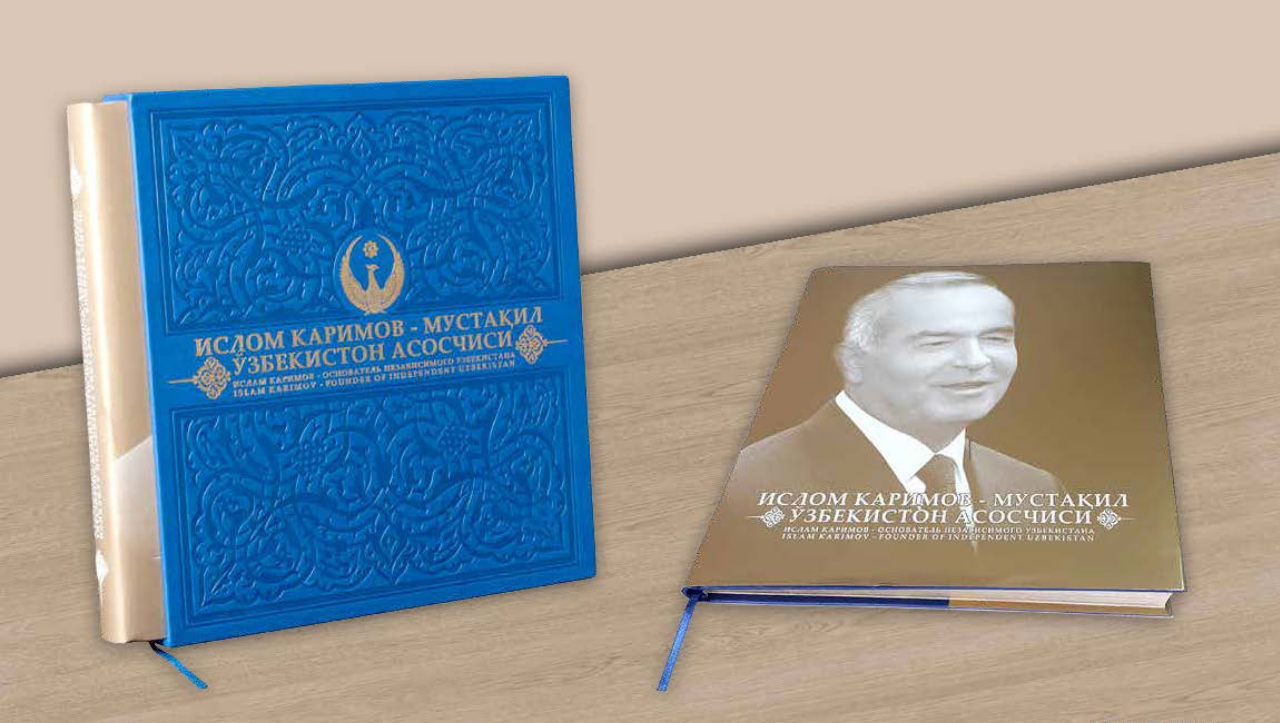 ИСЛОМ КАРИМОВ - МУСТАҚИЛ
ЎЗБЕКИСТОН АСОСЧИСИ
ИСЛАМ КАРИМОВ - ОСНОВАТЕЛЬ НЕЗАВИСИМОГО УЗБЕКИСТАНА
ISLAM KARIMOV - FOUNDER OF INDEPENDENT UZBEKISTAN
ИСЛОМ КАРИМОВ - МУСТАҚИЛ
ЎЗБЕКИСТОН АСОСЧИСИ
ИСЛАМ КАРИМОВ - ОСНОВАТЕЛЬ НЕЗАВИСИМОГО УЗБЕКИСТАНА
ISLAM KARIMOV - FOUNDER OF INDEPENDENT UZBEKISTAN